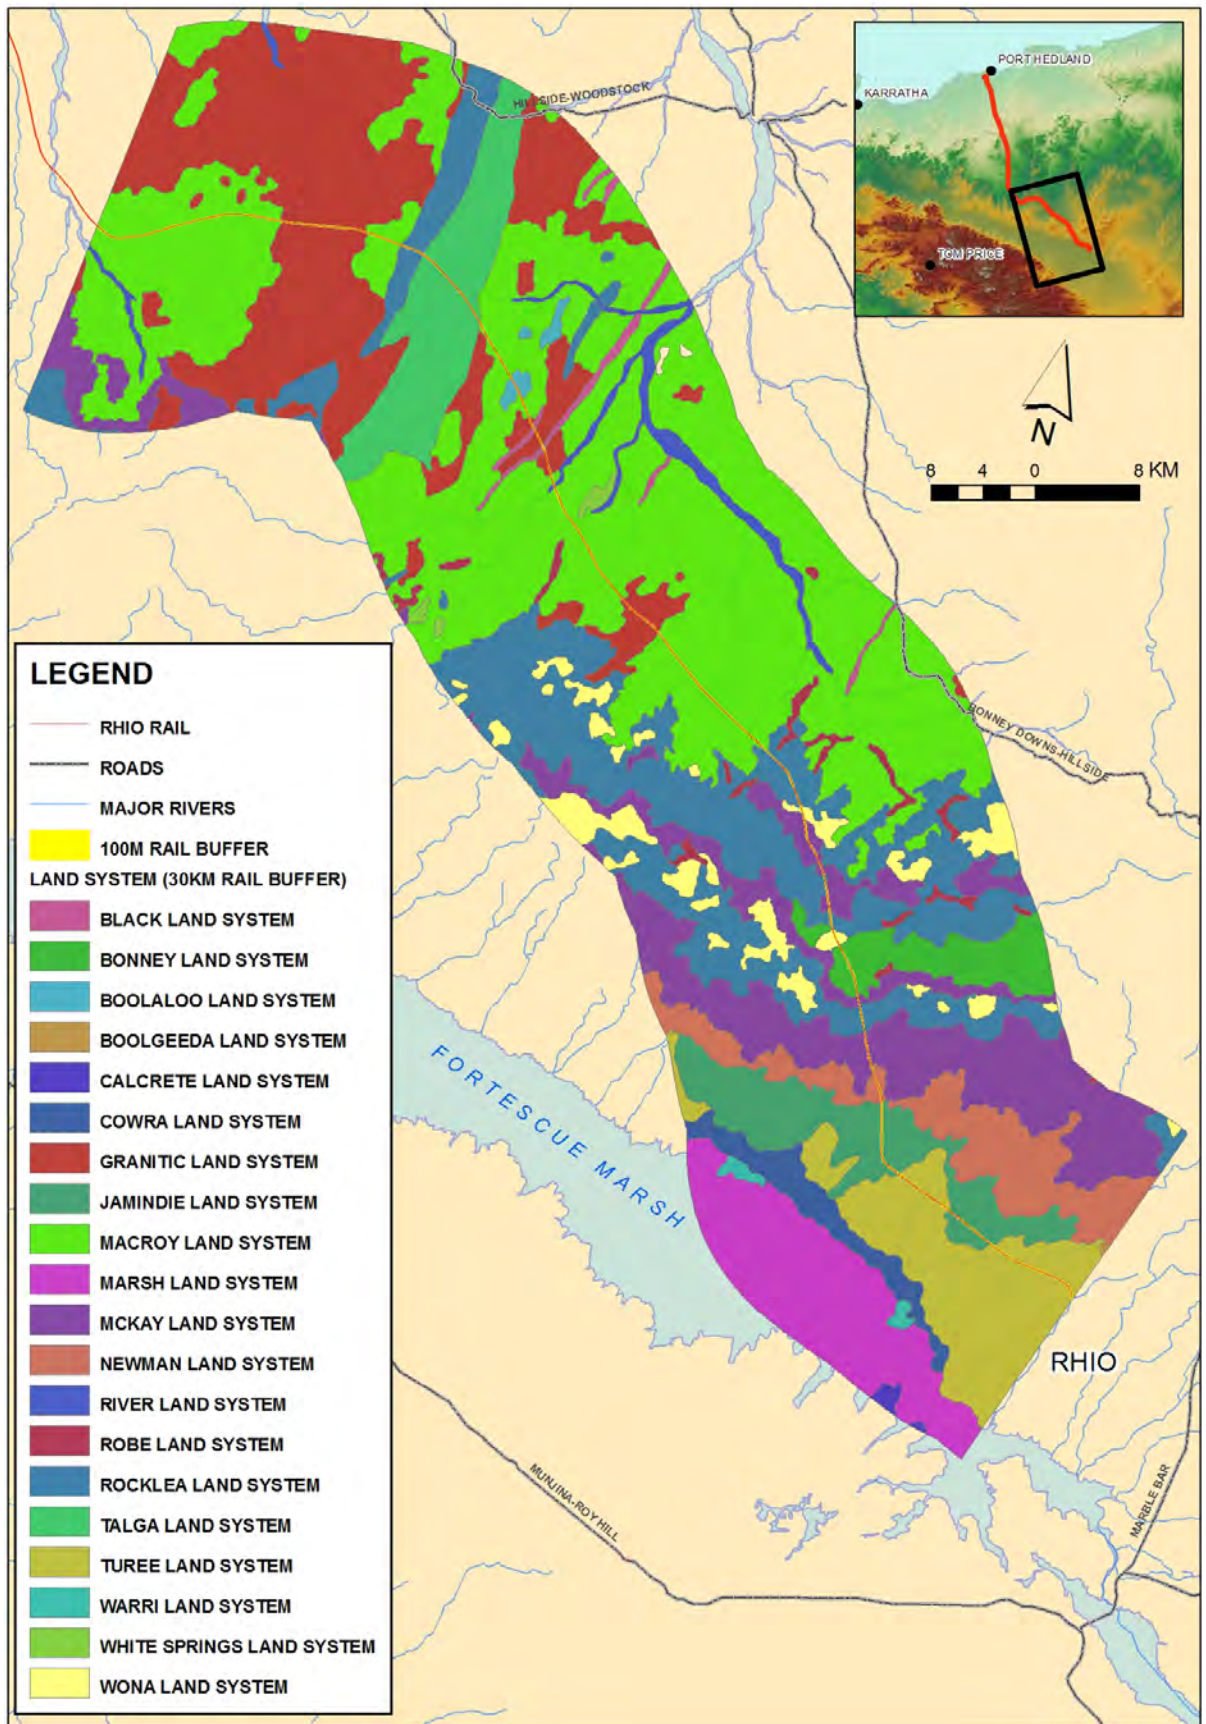 HILLSIDE-WOODSTOCK
PORT HEDLAND
KARRATHA
TOM PRICE
N
8 4 0 8 KM
BONNEY DOWNS-HILLSIDE
LEGEND
RHIO RAIL
ROADS
MAJOR RIVERS
100M RAIL BUFFER
LAND SYSTEM (30KM RAIL BUFFER)
BLACK LAND SYSTEM
BONNEY LAND SYSTEM
BOOLALOO LAND SYSTEM
BOOLGEEDA LAND SYSTEM
CALCRETE LAND SYSTEM
COWRA LAND SYSTEM
GRANITIC LAND SYSTEM
JAMINDIE LAND SYSTEM
MACROY LAND SYSTEM
MARSH LAND SYSTEM
MCKAY LAND SYSTEM
NEWMAN LAND SYSTEM
RIVER LAND SYSTEM
ROBE LAND SYSTEM
ROCKLEA LAND SYSTEM
TALGA LAND SYSTEM
TUREE LAND SYSTEM
WARRI LAND SYSTEM
WHITE SPRINGS LAND SYSTEM
WONA LAND SYSTEM
FORTESCUE MARSH
RHIO
MUNJINA-ROY HILL
MARBLE BAR